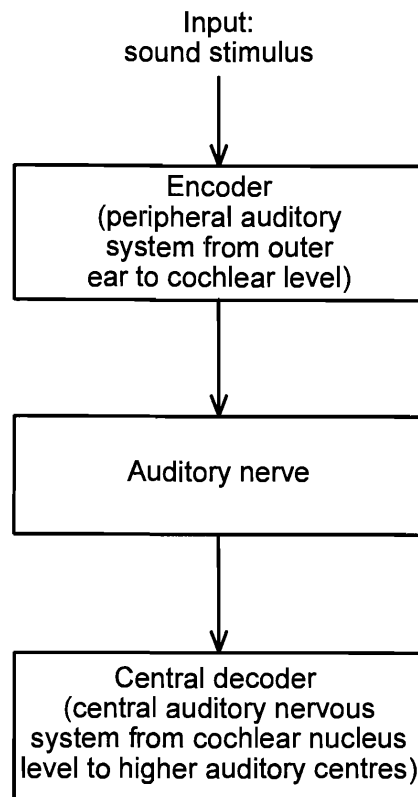 Input:
sound stimulus
Encoder
(peripheral auditory
system from outer
ear to cochlear level)
Auditory nerve
Central decoder
(central auditory nervous
system from cochlear nucleus
level to higher auditory centres)